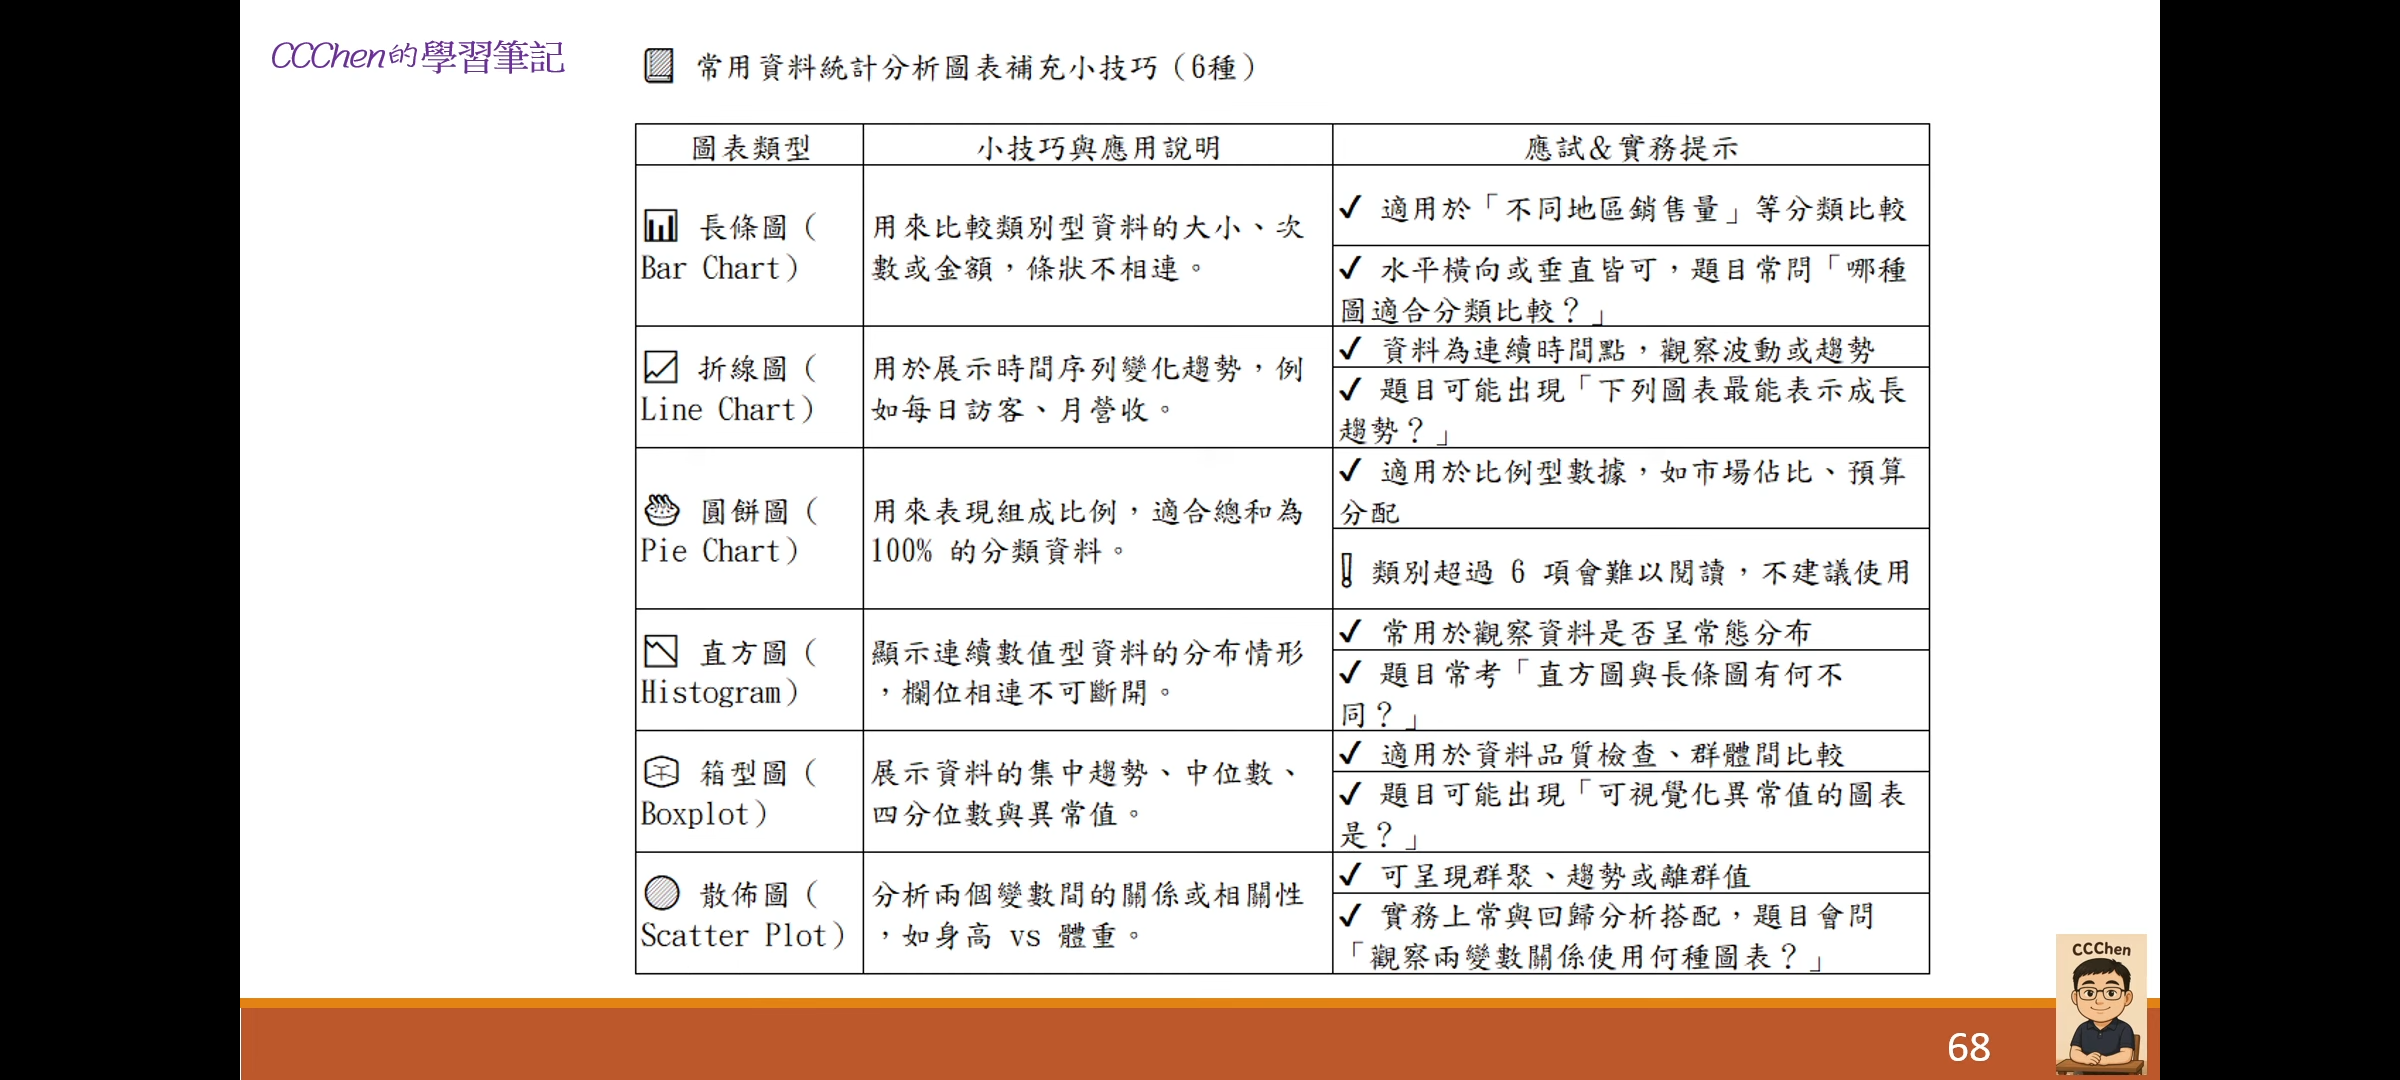 CCChen的學習筆記
常用資料統計分析圖表補充小技巧（6種）
圖表類型
小技巧與應用說明
應試&實務提示
長條圖（
Bar Chart）
用來比較類別型資料的大小、次
數或金額，條狀不相連。
✔ 適用於「不同地區銷售量」等分類比較
✔ 水平橫向或垂直皆可，題目常問「哪種
圖適合分類比較？」
折線圖（
Line Chart）
用於展示時間序列變化趨勢，例
如每日訪客、月營收。
✔ 資料為連續時間點，觀察波動或趨勢
✔ 題目可能出現「下列圖表最能表示成長
趨勢？」
圓餅圖（
Pie Chart）
用來表現組成比例，適合總和為
100% 的分類資料。
✔ 適用於比例型數據，如市場佔比、預算
分配
❗ 類別超過 6 項會難以閱讀，不建議使用
直方圖（
Histogram）
顯示連續數值型資料的分布情形
，欄位相連不可斷開。
✔ 常用於觀察資料是否呈常態分布
✔ 題目常考「直方圖與長條圖有何不
同？」
箱型圖（
Boxplot）
展示資料的集中趨勢、中位數、
四分位數與異常值。
✔ 適用於資料品質檢查、群體間比較
✔ 題目可能出現「可視覺化異常值的圖表
是？」
散佈圖（
Scatter Plot）
分析兩個變數間的關係或相關性
，如身高 vs 體重。
✔ 可呈現群聚、趨勢或離群值
✔ 實務上常與回歸分析搭配，題目會問
「觀察兩變數關係使用何種圖表？」
CCChen
68